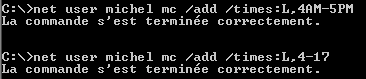 C:\>net user michel mc /add /times:L,4AM-5PM
La commande s'est terminée correctement.
C:\>net user michel mc /add /times:L,4-17
La commande s'est terminée correctement.